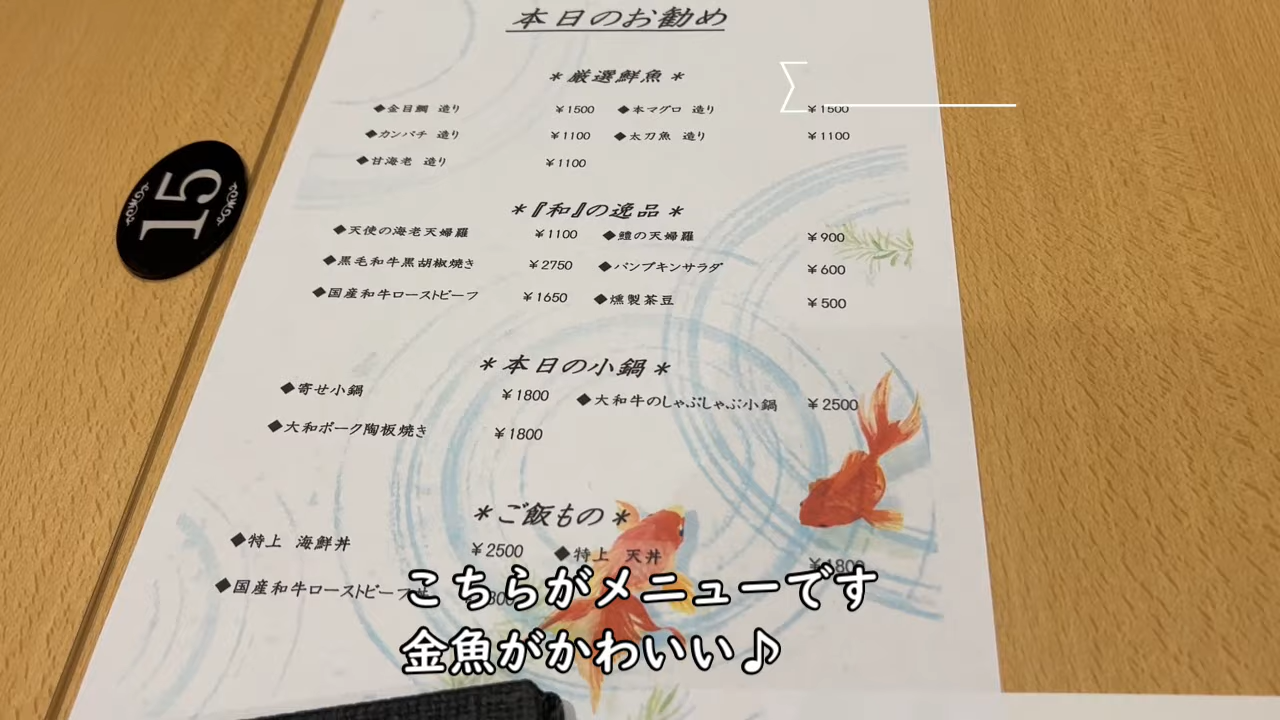 本日のお勧め
＊厳選鮮魚＊
◆金目鯛 造り ¥1500 ◆本マグロ 造り ¥1500
◆カンパチ 造り ¥1100 ◆太刀魚 造り ¥1100
◆甘海老 造り ¥1100
15
＊『和』の逸品＊
◆天使の海老天婦羅 ¥1100 ◆鱧の天婦羅 ¥900
◆黒毛和牛黒胡椒焼き ¥2750 ◆パンプキンサラダ ¥600
◆国産和牛ローストビーフ ¥1650 ◆燻製茶豆 ¥500
＊本日の小鍋＊
◆寄せ小鍋 ¥1800 ◆大和牛のしゃぶしゃぶ小鍋 ¥2500
◆大和ポーク陶板焼き ¥1800
＊ご飯もの＊
◆特上 海鮮丼 ¥2500 ◆特上 天丼 ¥1800
◆国産和牛ローストビーフ丼
こちらがメニューです
金魚がかわいい♪